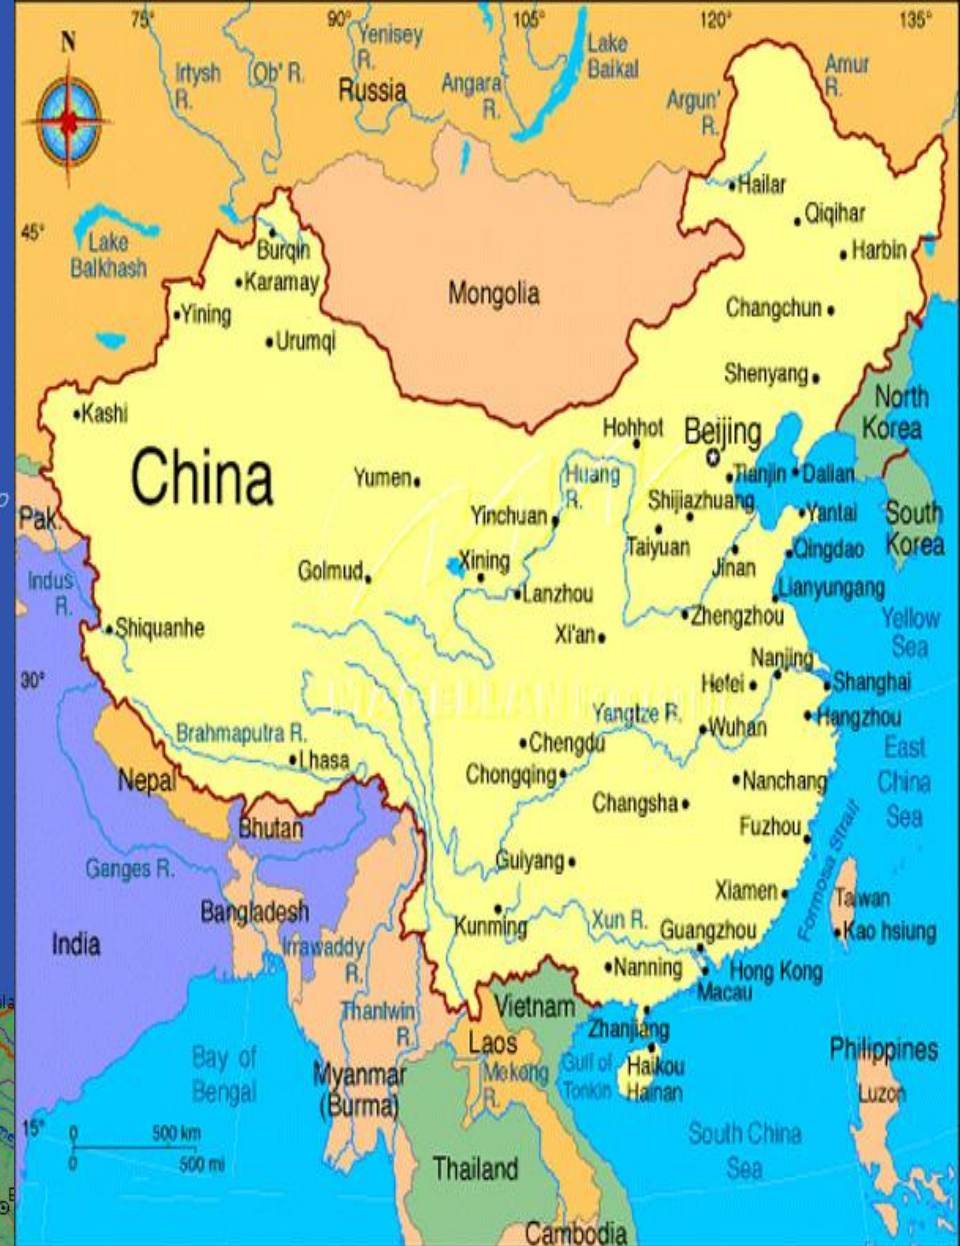 75° 90° 105° 120° 135°
N
Irtysh
R.
Ob' R.
Yenisey
R.
Russia
Angara
R.
Lake
Baikal
Argun'
R.
Amur
R.
45°
Lake
Balkhash
Burqin
Karamay
Yining
Urumqi
Mongolia
Hailar
Qiqihar
Harbin
Changchun
Shenyang
Kashi
China
Yumen
Hohhot
Beijing
Huang
R.
Tianjin
Dalian
North
Korea
Pak.
Yinchuan
Shijiazhuang
Taiyuan
Yantai
South
Korea
Golmud
Xining
Lanzhou
Jinan
Qingdao
Indus
R.
Lianyungang
Shiquanhe
Xi'an
Zhengzhou
Yellow
Sea
30°
Nanjing
Hefei
Shanghai
MAGELLAN
Brahmaputra R.
Lhasa
Yangtze R.
Wuhan
Hangzhou
Chengdu
East
China
Sea
Nepal
Chongqing
Nanchang
Changsha
Bhutan
Fuzhou
Ganges R.
Guiyang
Formosa Strait
Xiamen
Taiwan
Bangladesh
Kunming
Xun R.
Guangzhou
Kao hsiung
India
Irrawaddy
R.
Nanning
Hong Kong
Macau
Thanlwin
R.
Vietnam
Zhanjiang
Laos
Bay of
Bengal
Myanmar
(Burma)
Mekong
R.
Gulf of
Tonkin
Haikou
Hainan
Philippines
Luzon
15°
0 500 km
0 500 mi
South China
Sea
Thailand
Cambodia